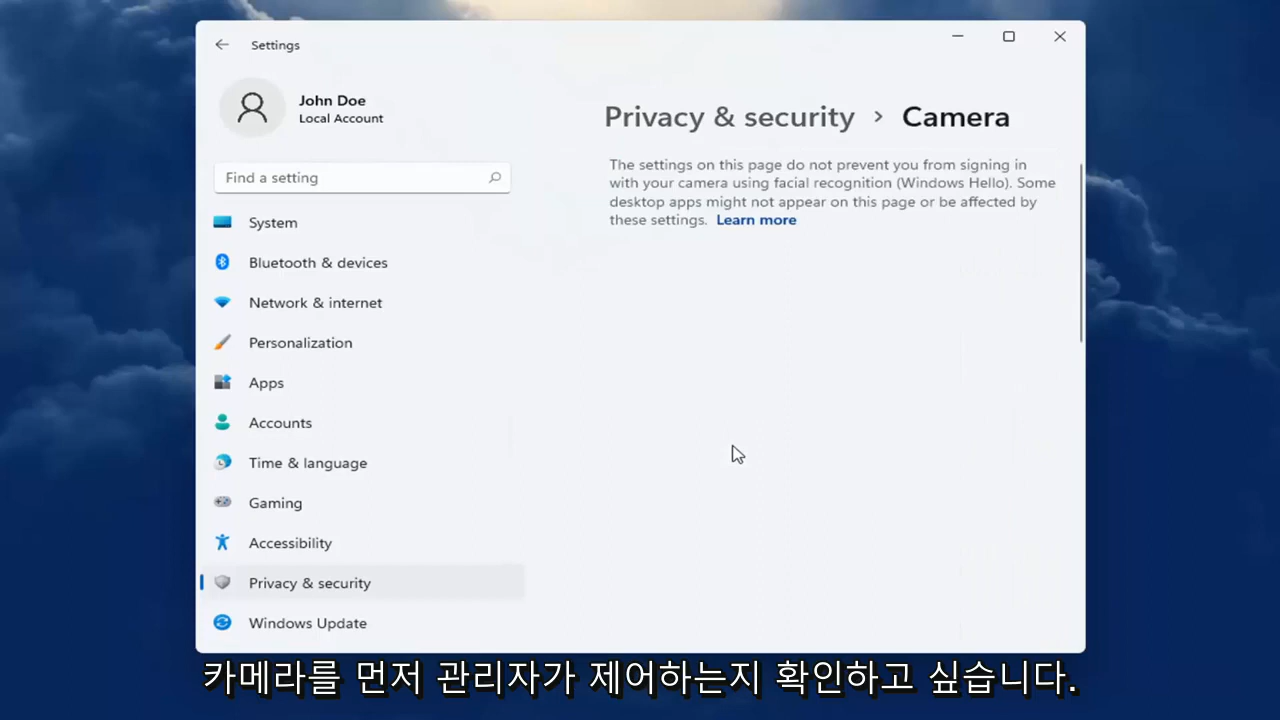 Settings
John Doe
Local Account
Find a setting
System
Bluetooth & devices
Network & internet
Personalization
Apps
Accounts
Time & language
Gaming
Accessibility
Privacy & security
Windows Update
Privacy & security > Camera
The settings on this page do not prevent you from signing in
with your camera using facial recognition (Windows Hello). Some
desktop apps might not appear on this page or be affected by
these settings. Learn more
카메라를 먼저 관리자가 제어하는지 확인하고 싶습니다.